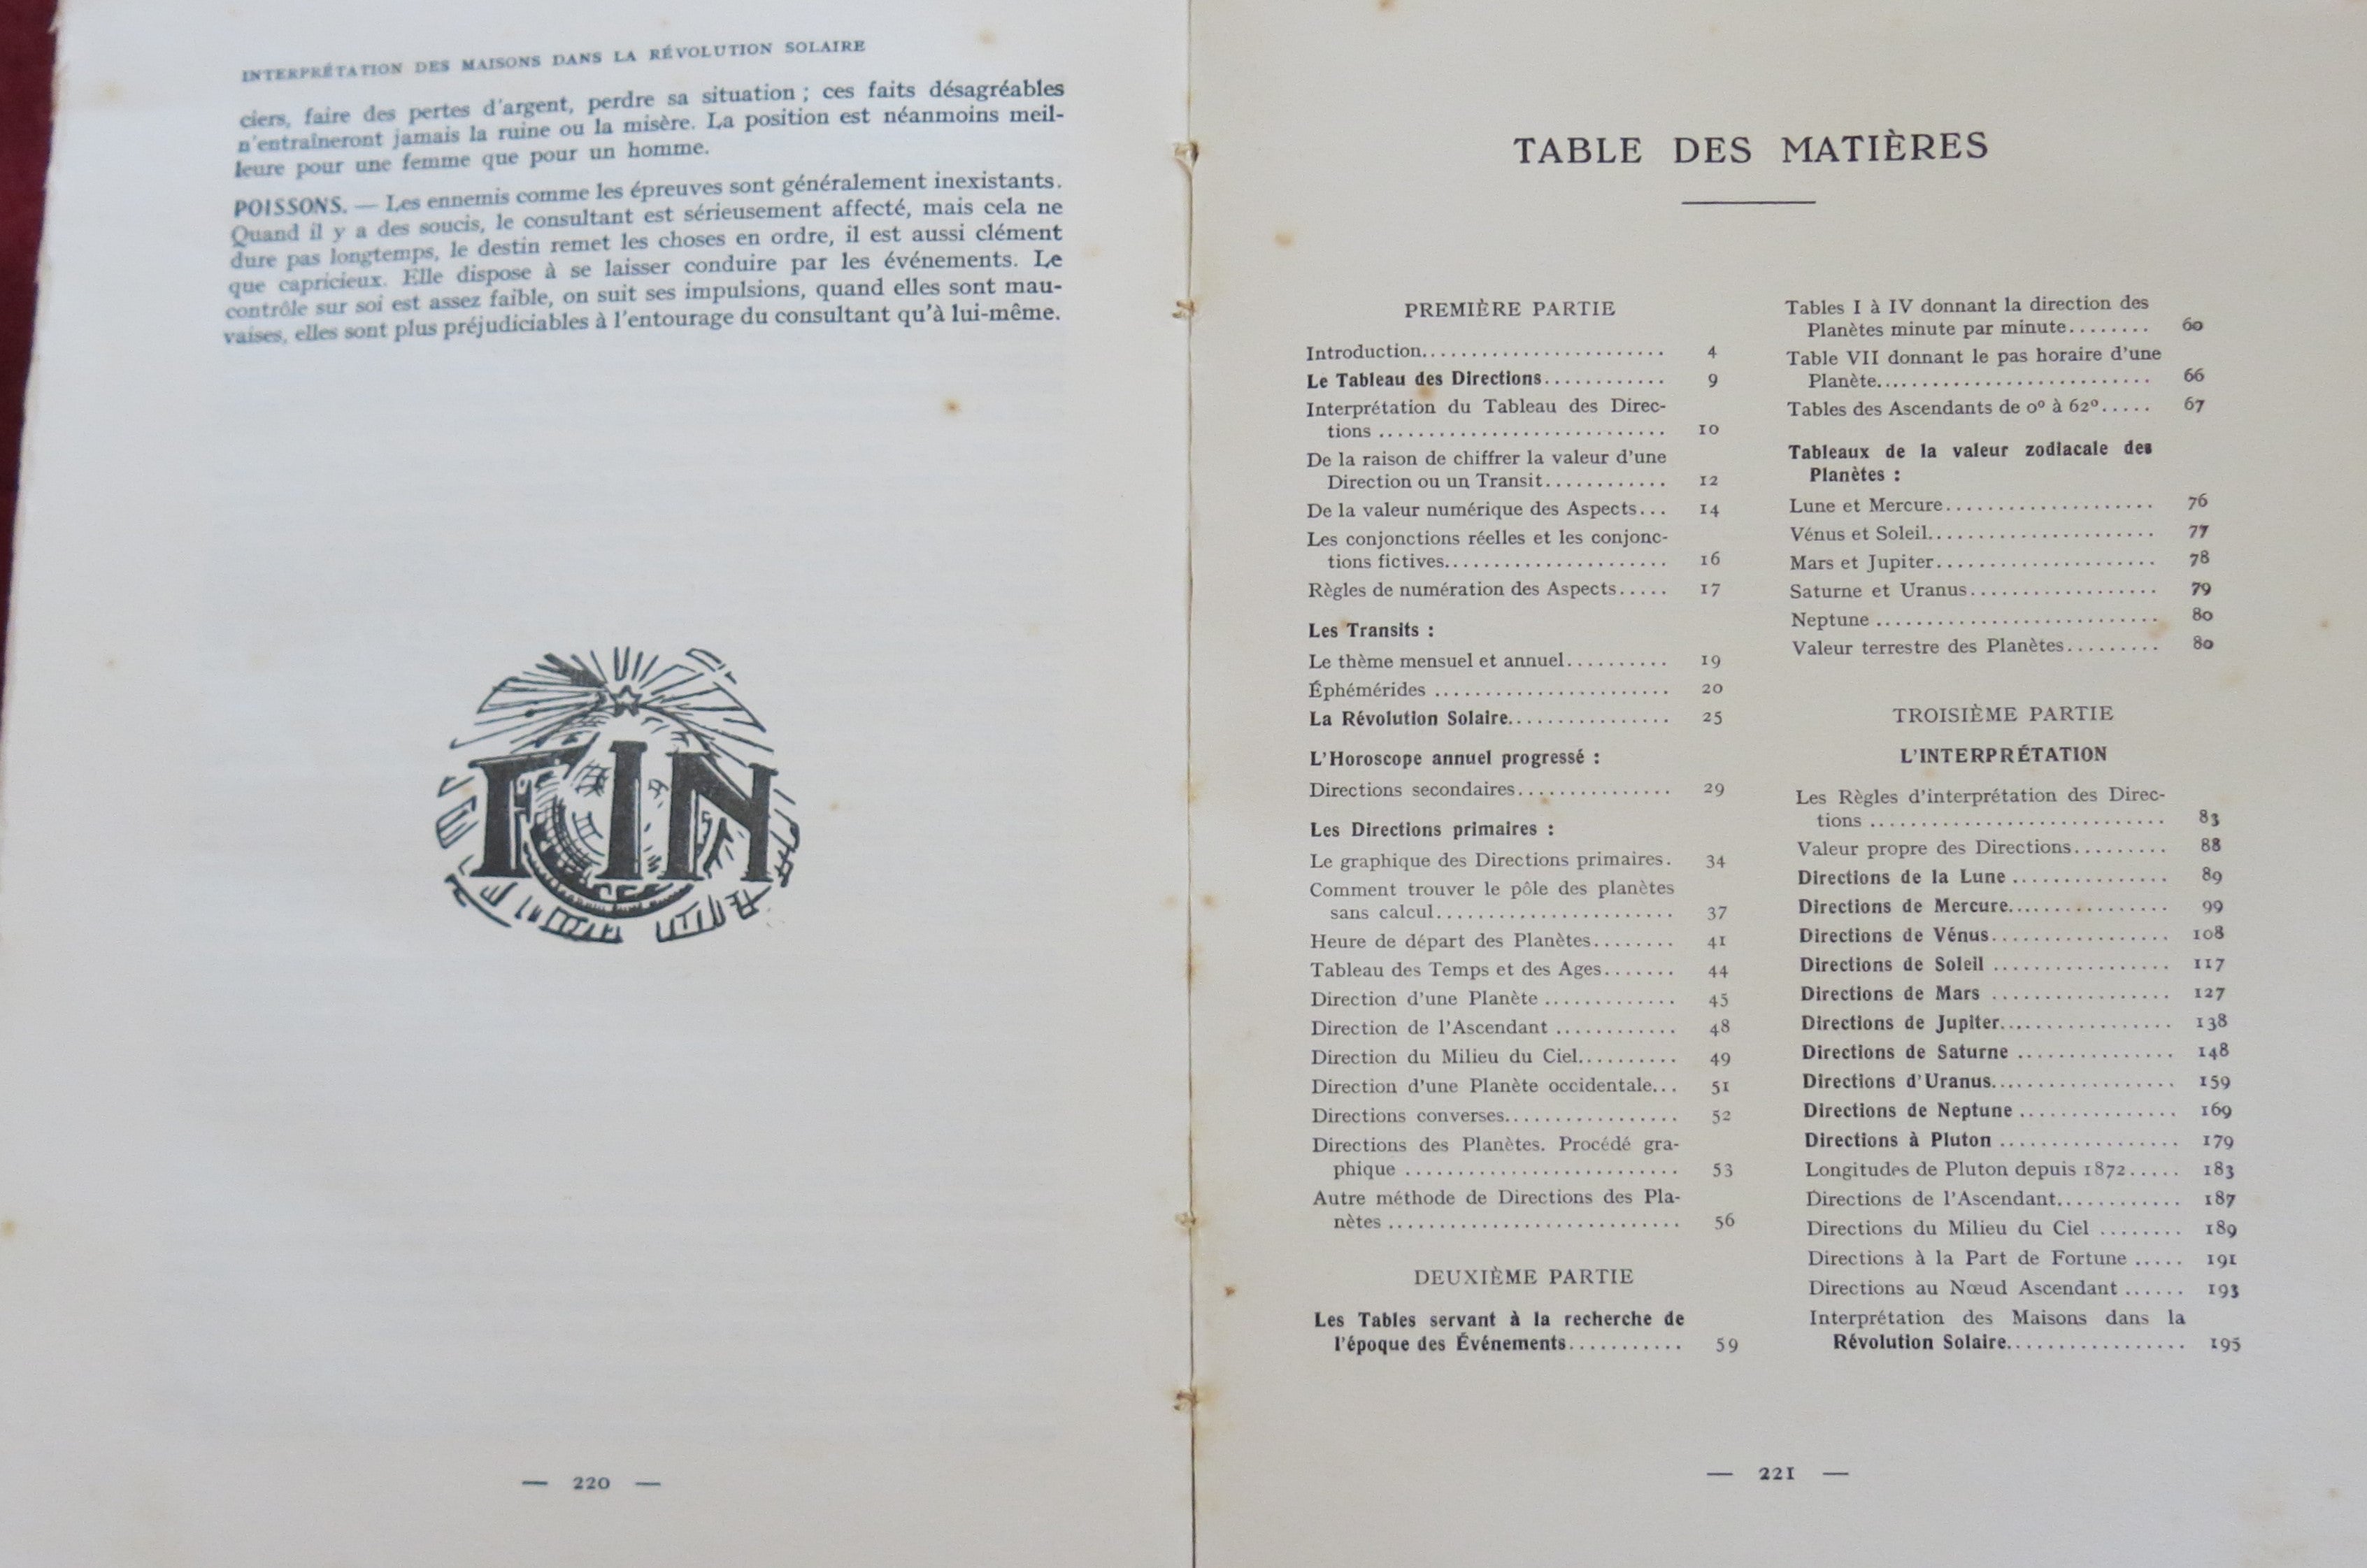 INTERPRÉTATION DES MAISONS DANS LA RÉVOLUTION SOLAIRE
ciers, faire des pertes d'argent, perdre sa situation ; ces faits désagréables
n'entraîneront jamais la ruine ou la misère. La position est néanmoins meil-
leure pour une femme que pour un homme.
POISSONS. — Les ennemis comme les épreuves sont généralement inexistants.
Quand il y a des soucis, le consultant est sérieusement affecté, mais cela ne
dure pas longtemps, le destin remet les choses en ordre, il est aussi clément
que capricieux. Elle dispose à se laisser conduire par les événements. Le
contrôle sur soi est assez faible, on suit ses impulsions, quand elles sont mau-
vaises, elles sont plus préjudiciables à l'entourage du consultant qu'à lui-même.
FIN
— 220 —
TABLE DES MATIÈRES
PREMIÈRE PARTIE
Introduction........................ 4
Le Tableau des Directions............ 9
Interprétation du Tableau des Direc-
tions ............................ 10
De la raison de chiffrer la valeur d'une
Direction ou un Transit............ 12
De la valeur numérique des Aspects... 14
Les conjonctions réelles et les conjonc-
tions fictives...................... 16
Règles de numération des Aspects..... 17
Les Transits :
Le thème mensuel et annuel.......... 19
Éphémérides ....................... 20
La Révolution Solaire................ 25
L'Horoscope annuel progressé :
Directions secondaires............... 29
Les Directions primaires :
Le graphique des Directions primaires. 34
Comment trouver le pôle des planètes
sans calcul....................... 37
Heure de départ des Planètes........ 41
Tableau des Temps et des Ages....... 44
Direction d'une Planète ............. 45
Direction de l'Ascendant ............ 48
Direction du Milieu du Ciel.......... 49
Direction d'une Planète occidentale... 51
Directions converses................. 52
Directions des Planètes. Procédé gra-
phique .......................... 53
Autre méthode de Directions des Pla-
nètes ............................ 56
DEUXIÈME PARTIE
Les Tables servant à la recherche de
l'époque des Événements........... 59
Tables I à IV donnant la direction des
Planètes minute par minute........ 60
Table VII donnant le pas horaire d'une
Planète........................... 66
Tables des Ascendants de 0º à 62º..... 67
Tableaux de la valeur zodiacale des
Planètes :
Lune et Mercure.................... 76
Vénus et Soleil...................... 77
Mars et Jupiter..................... 78
Saturne et Uranus.................. 79
Neptune ........................... 80
Valeur terrestre des Planètes......... 80
TROISIÈME PARTIE
L'INTERPRÉTATION
Les Règles d'interprétation des Direc-
tions ............................. 83
Valeur propre des Directions......... 88
Directions de la Lune ............... 89
Directions de Mercure................ 99
Directions de Vénus................. 108
Directions de Soleil ................. 117
Directions de Mars ................. 127
Directions de Jupiter................. 138
Directions de Saturne ............... 148
Directions d'Uranus.................. 159
Directions de Neptune ............... 169
Directions à Pluton ................. 179
Longitudes de Pluton depuis 1872..... 183
Directions de l'Ascendant............ 187
Directions du Milieu du Ciel ........ 189
Directions à la Part de Fortune ..... 191
Directions au Nœud Ascendant ...... 193
Interprétation des Maisons dans la
Révolution Solaire................. 195
— 221 —